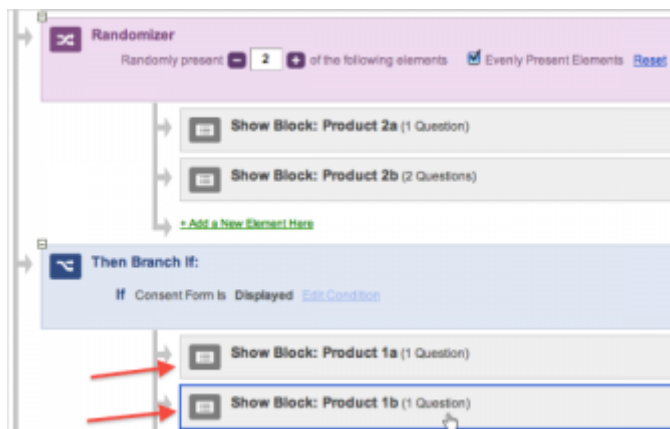 Randomizer
Randomly present 2 of the following elements Evenly Present Elements Reset
Show Block: Product 2a (1 Question)
Show Block: Product 2b (2 Questions)
+ Add a New Element Here
Then Branch If:
If Consent Form Is Displayed Edit Condition
Show Block: Product 1a (1 Question)
Show Block: Product 1b (1 Question)